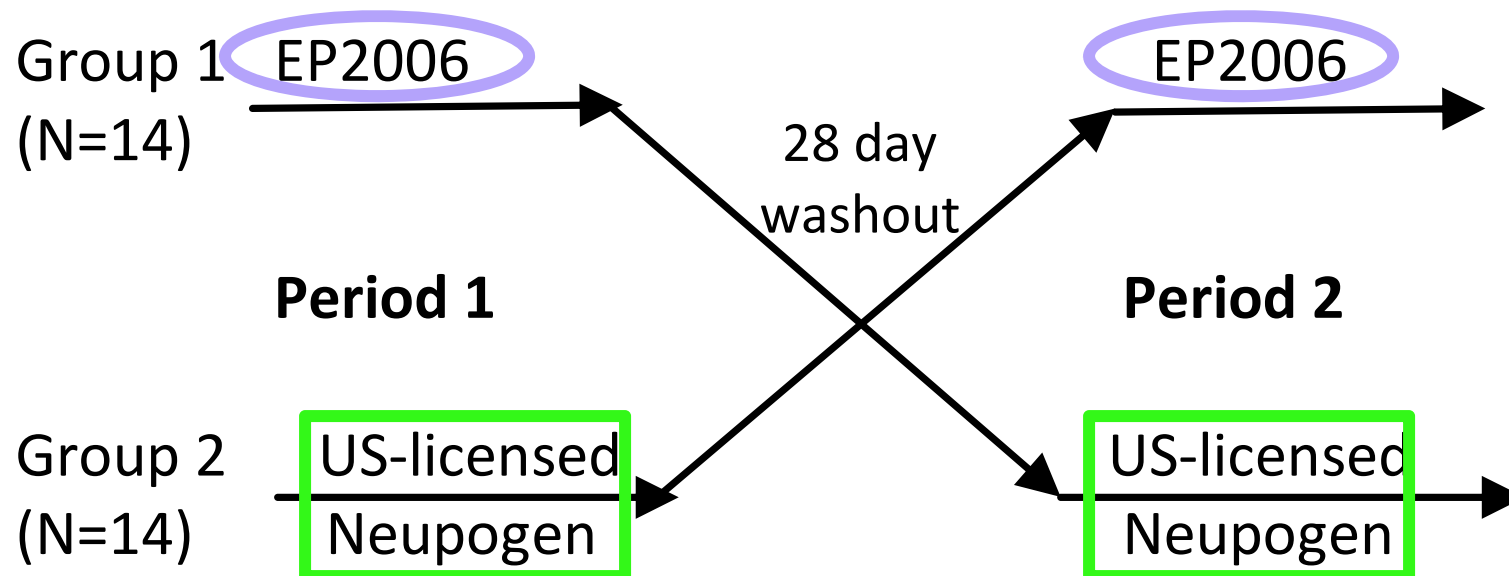 Group 1 EP2006 EP2006
(N=14)
28 day
washout
Period 1 Period 2
Group 2 US-licensed US-licensed
(N=14) Neupogen Neupogen